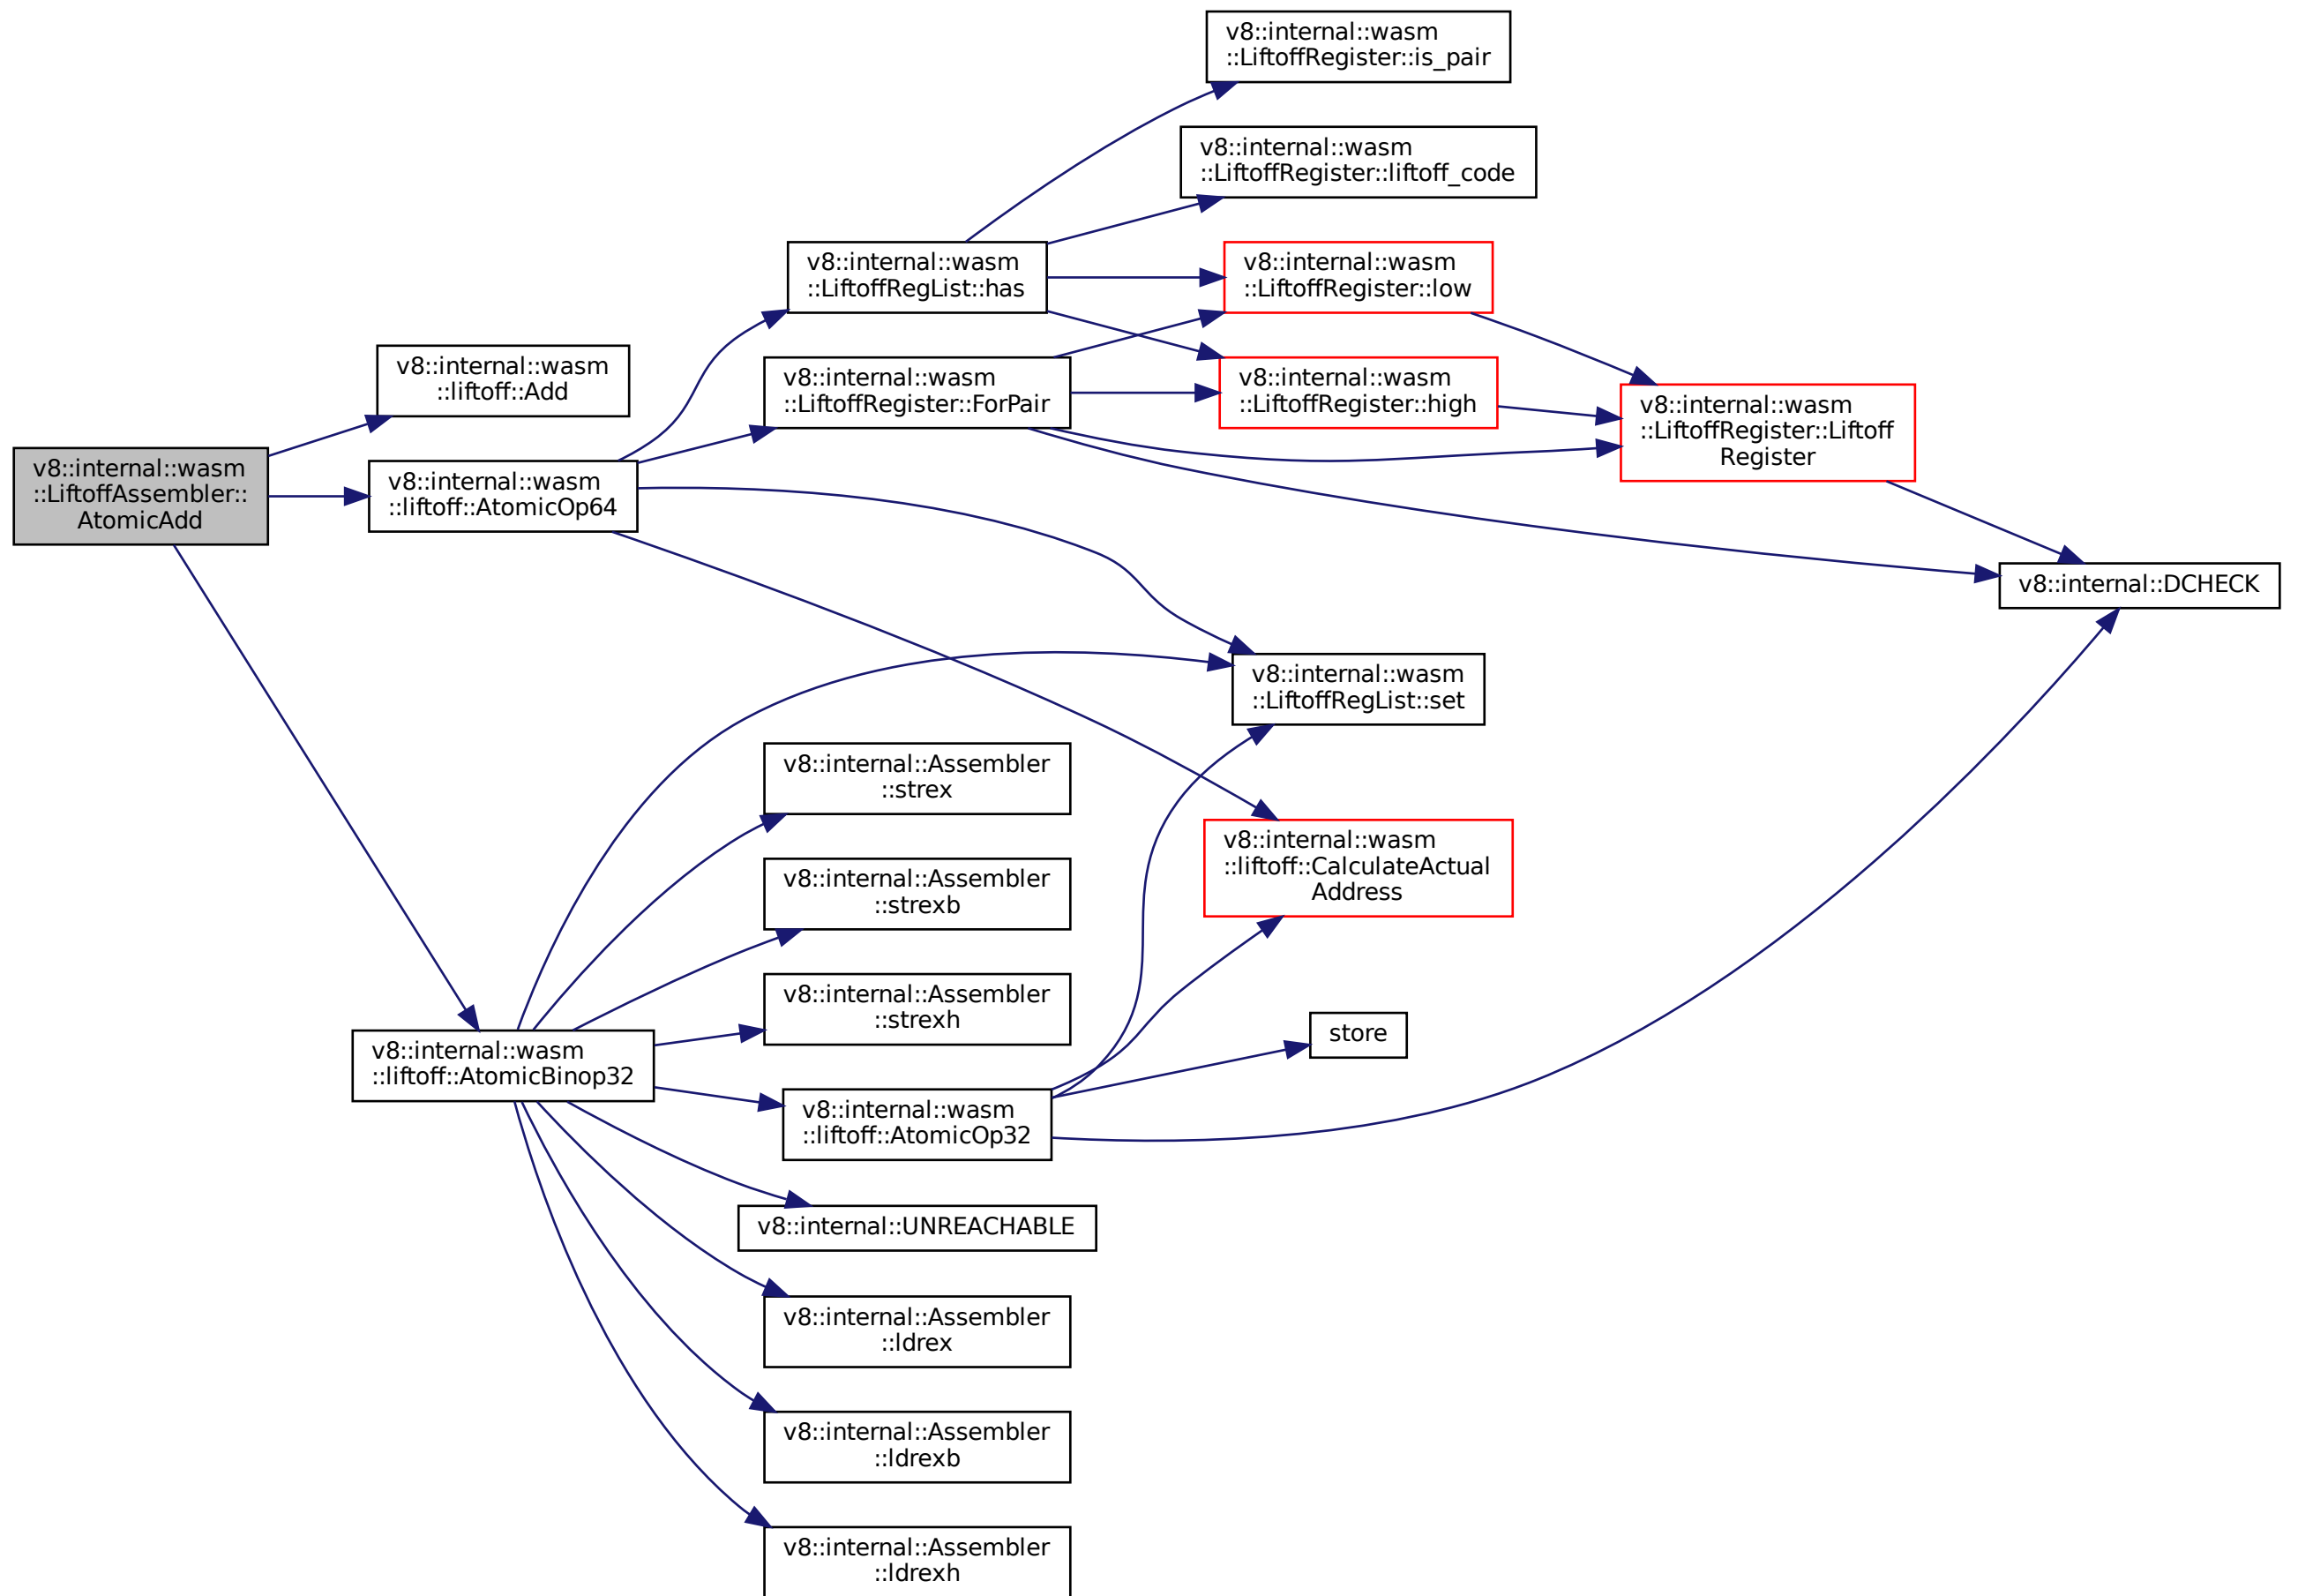 v8::internal::wasm
::LiftoffRegister::is_pair
v8::internal::wasm
::LiftoffRegister::liftoff_code
v8::internal::wasm
::LiftoffRegList::has
v8::internal::wasm
::LiftoffRegister::low
v8::internal::wasm
::liftoff::Add
v8::internal::wasm
::LiftoffRegister::ForPair
v8::internal::wasm
::LiftoffRegister::high
v8::internal::wasm
::LiftoffRegister::Liftoff
Register
v8::internal::wasm
::LiftoffAssembler::
AtomicAdd
v8::internal::wasm
::liftoff::AtomicOp64
v8::internal::DCHECK
v8::internal::wasm
::LiftoffRegList::set
v8::internal::Assembler
::strex
v8::internal::wasm
::liftoff::CalculateActual
Address
v8::internal::Assembler
::strexb
v8::internal::Assembler
::strexh
store
v8::internal::wasm
::liftoff::AtomicBinop32
v8::internal::wasm
::liftoff::AtomicOp32
v8::internal::UNREACHABLE
v8::internal::Assembler
::ldrex
v8::internal::Assembler
::ldrexb
v8::internal::Assembler
::ldrexh